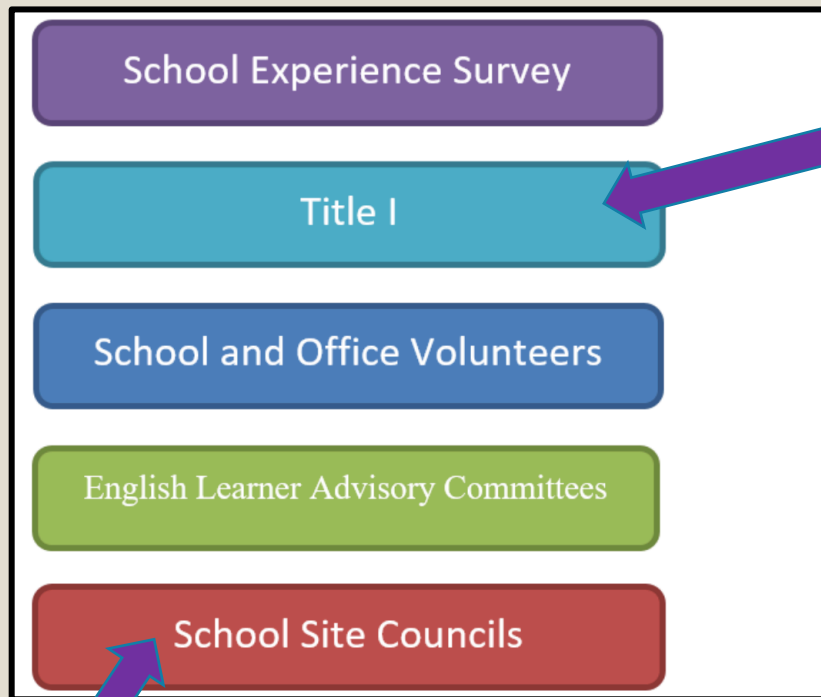 School Experience Survey
Title I
School and Office Volunteers
English Learner Advisory Committees
School Site Councils